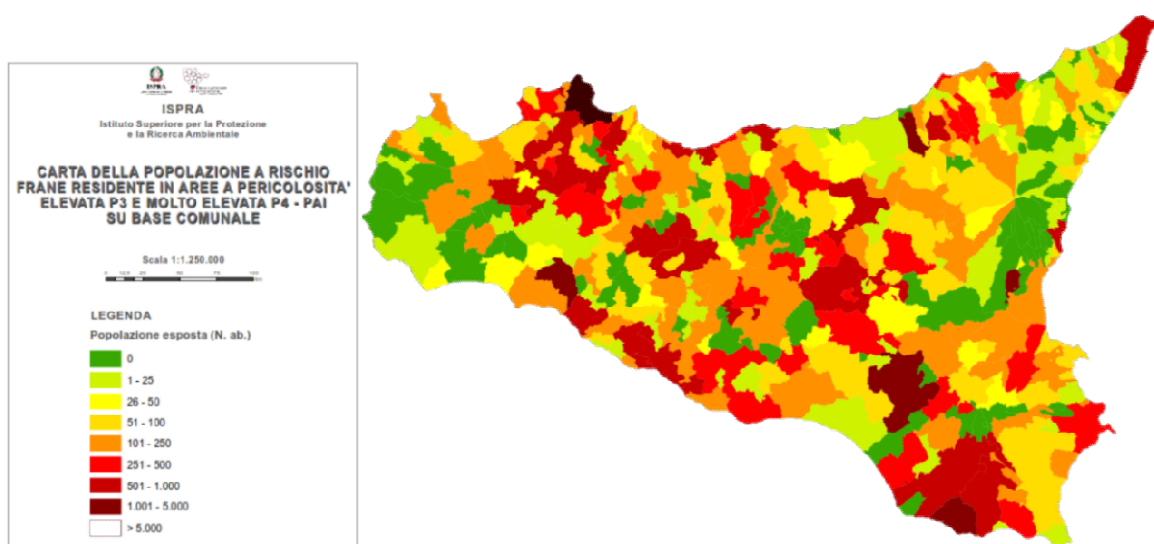 ISPRA
ISPRA
Istituto Superiore per la Protezione
e la Ricerca Ambientale
CARTA DELLA POPOLAZIONE A RISCHIO
FRANE RESIDENTE IN AREE A PERICOLOSITA'
ELEVATA P3 E MOLTO ELEVATA P4 - PAI
SU BASE COMUNALE
Scala 1:1.250.000
LEGENDA
Popolazione esposta (N. ab.)
0
1 - 25
26 - 50
51 - 100
101 - 250
251 - 500
501 - 1.000
1.001 - 5.000
> 5.000